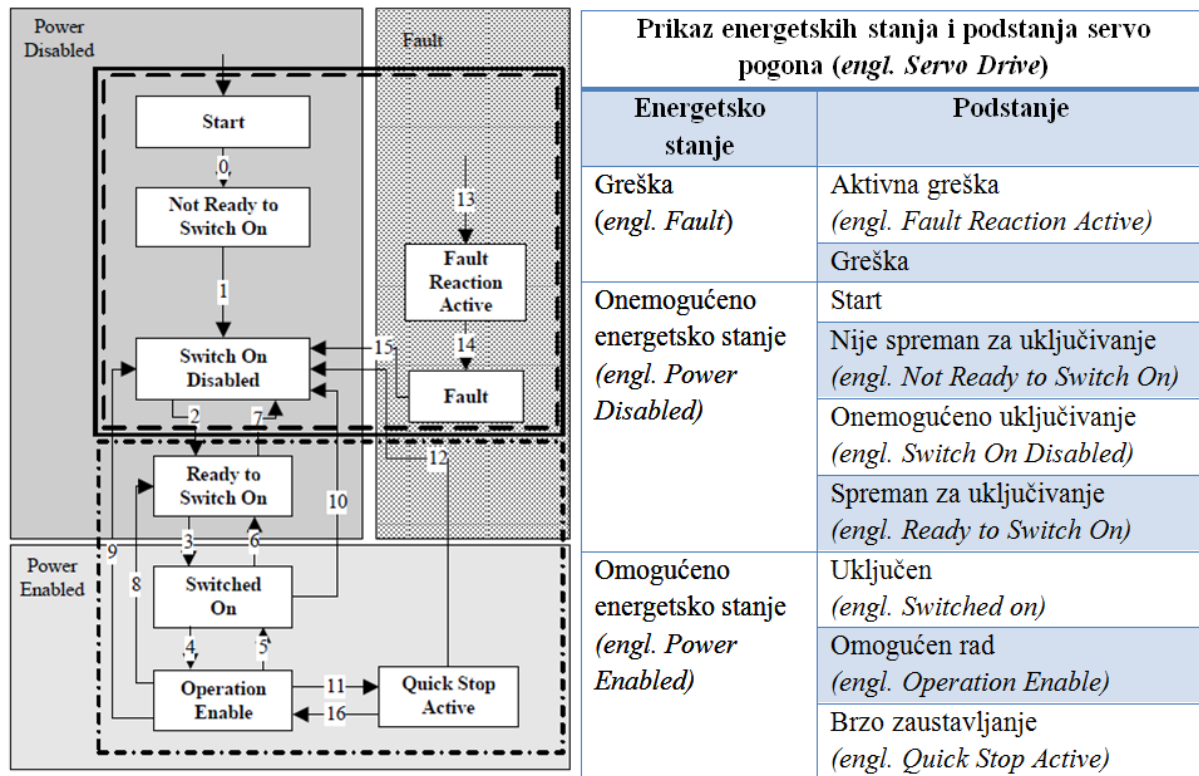 Power
Disabled
Fault
Start
0
Not Ready to
Switch On
13
1
Fault
Reaction
Active
Switch On
Disabled
15
14
Fault
2
7
12
Ready to
Switch On
10
3
6
9
8
Power
Enabled
Switched
On
4
5
Operation
Enable
11
16
Quick Stop
Active
Prikaz energetskih stanja i podstanja servo
pogona (engl. Servo Drive)
Energetsko
stanje
Podstanje
Greška
(engl. Fault)
Aktivna greška
(engl. Fault Reaction Active)
Greška
Onemogućeno
energetsko stanje
(engl. Power
Disabled)
Start
Nije spreman za uključivanje
(engl. Not Ready to Switch On)
Onemogućeno uključivanje
(engl. Switch On Disabled)
Spreman za uključivanje
(engl. Ready to Switch On)
Omogućeno
energetsko stanje
(engl. Power
Enabled)
Uključen
(engl. Switched on)
Omogućen rad
(engl. Operation Enable)
Brzo zaustavljanje
(engl. Quick Stop Active)